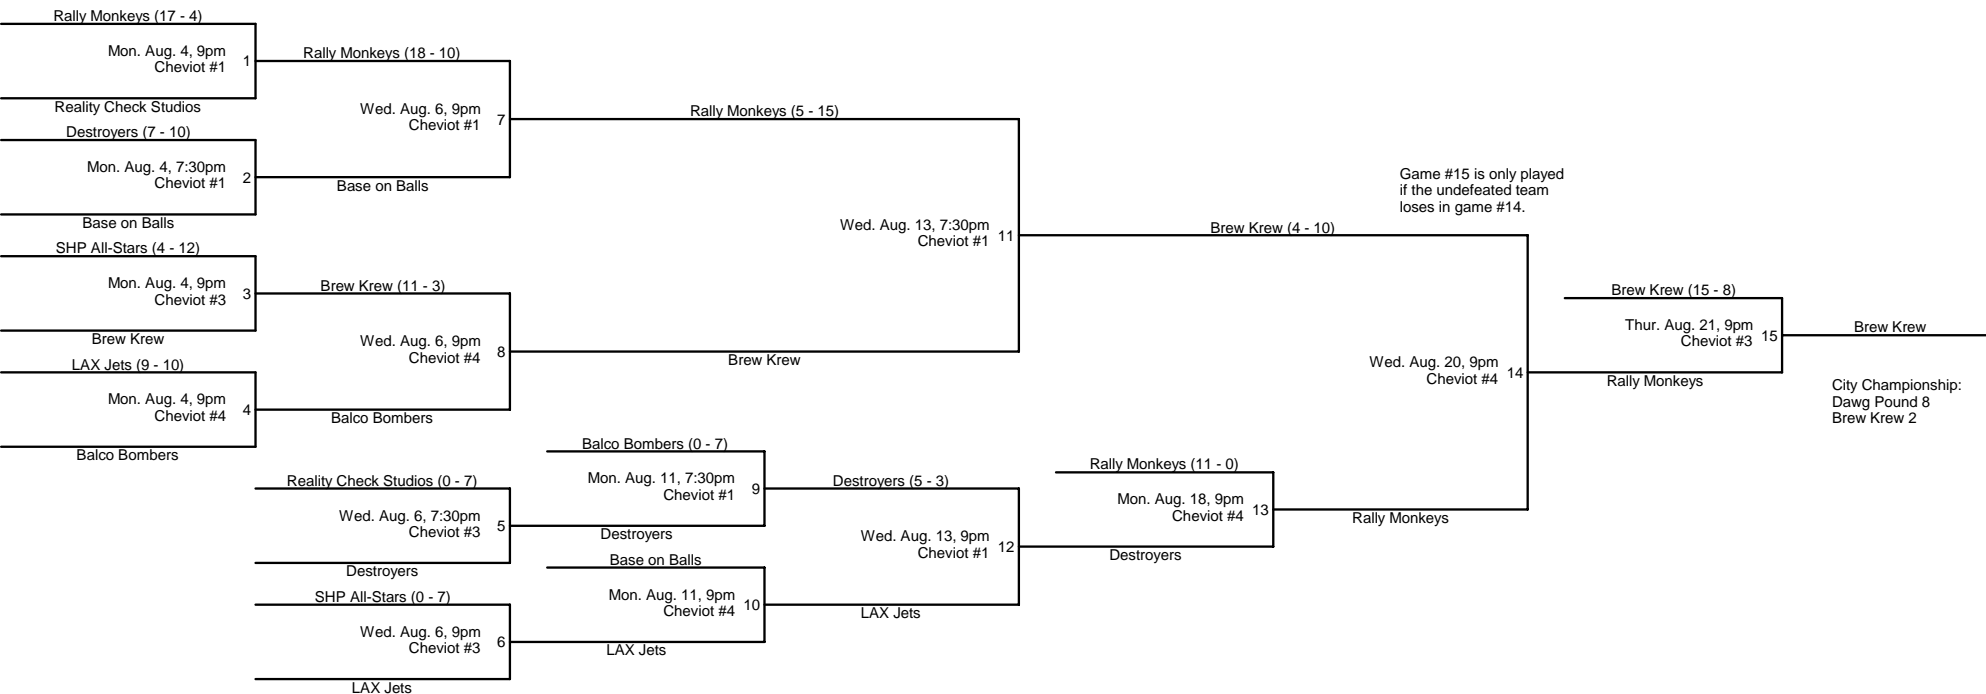 Rally Monkeys (17 - 4)
Mon. Aug. 4, 9pm
Cheviot #1
1
Reality Check Studios
Destroyers (7 - 10)
Mon. Aug. 4, 7:30pm
Cheviot #1
2
Base on Balls
SHP All-Stars (4 - 12)
Mon. Aug. 4, 9pm
Cheviot #3
3
Brew Krew
LAX Jets (9 - 10)
Mon. Aug. 4, 9pm
Cheviot #4
4
Balco Bombers
Rally Monkeys (18 - 10)
Wed. Aug. 6, 9pm
Cheviot #1
7
Base on Balls
Brew Krew (11 - 3)
Wed. Aug. 6, 9pm
Cheviot #4
8
Balco Bombers
Reality Check Studios (0 - 7)
Wed. Aug. 6, 7:30pm
Cheviot #3
5
Destroyers
SHP All-Stars (0 - 7)
Wed. Aug. 6, 9pm
Cheviot #3
6
LAX Jets
Balco Bombers (0 - 7)
Mon. Aug. 11, 7:30pm
Cheviot #1
9
Destroyers
Base on Balls
Mon. Aug. 11, 9pm
Cheviot #4
10
LAX Jets
Rally Monkeys (5 - 15)
Wed. Aug. 13, 7:30pm
Cheviot #1
11
Brew Krew
Destroyers (5 - 3)
Wed. Aug. 13, 9pm
Cheviot #1
12
LAX Jets
Rally Monkeys (11 - 0)
Mon. Aug. 18, 9pm
Cheviot #4
13
Destroyers
Game #15 is only played
if the undefeated team
loses in game #14.
Brew Krew (4 - 10)
Wed. Aug. 20, 9pm
Cheviot #4
14
Rally Monkeys
Brew Krew (15 - 8)
Thur. Aug. 21, 9pm
Cheviot #3
15
Rally Monkeys
Brew Krew
City Championship:
Dawg Pound 8
Brew Krew 2